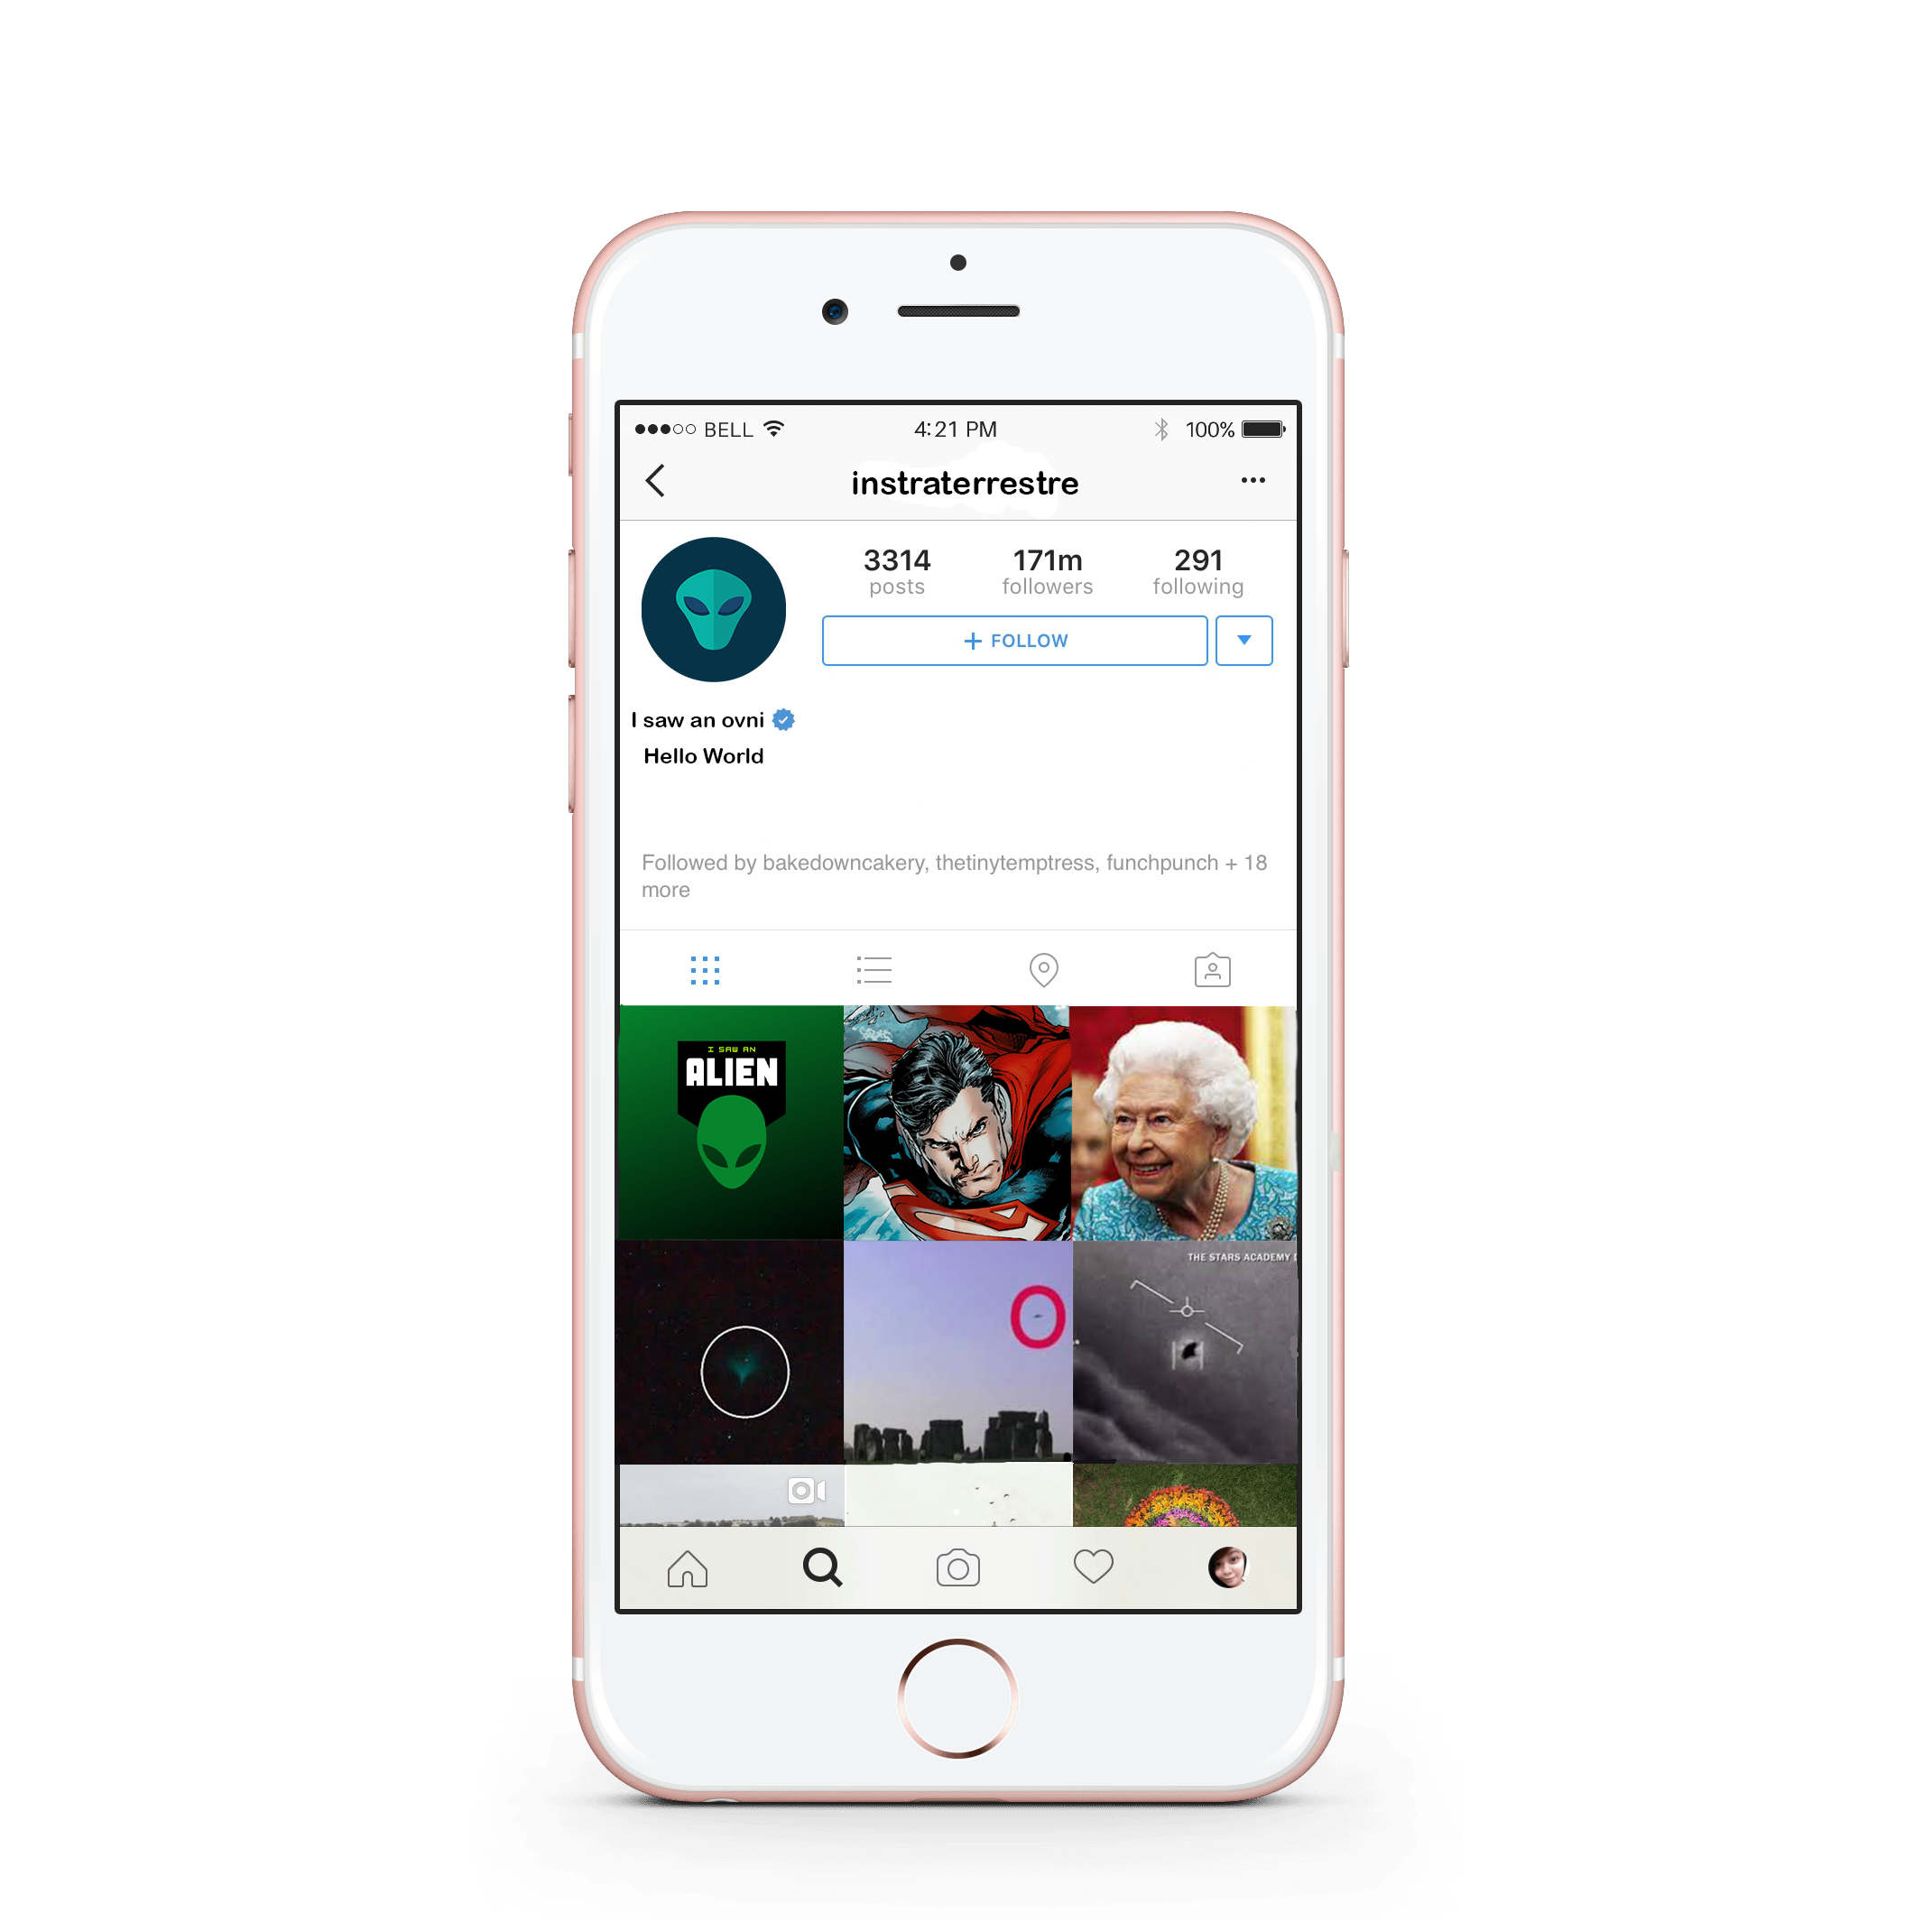 BELL 4:21 PM 100%
instraterrestre
3314 171m 291
posts followers following
+ FOLLOW
I saw an ovni
Hello World
Followed by bakedowncakery, thetinytemptress, funchpunch + 18
more
I SAW AN
ALIEN
THE STARS ACADEMY